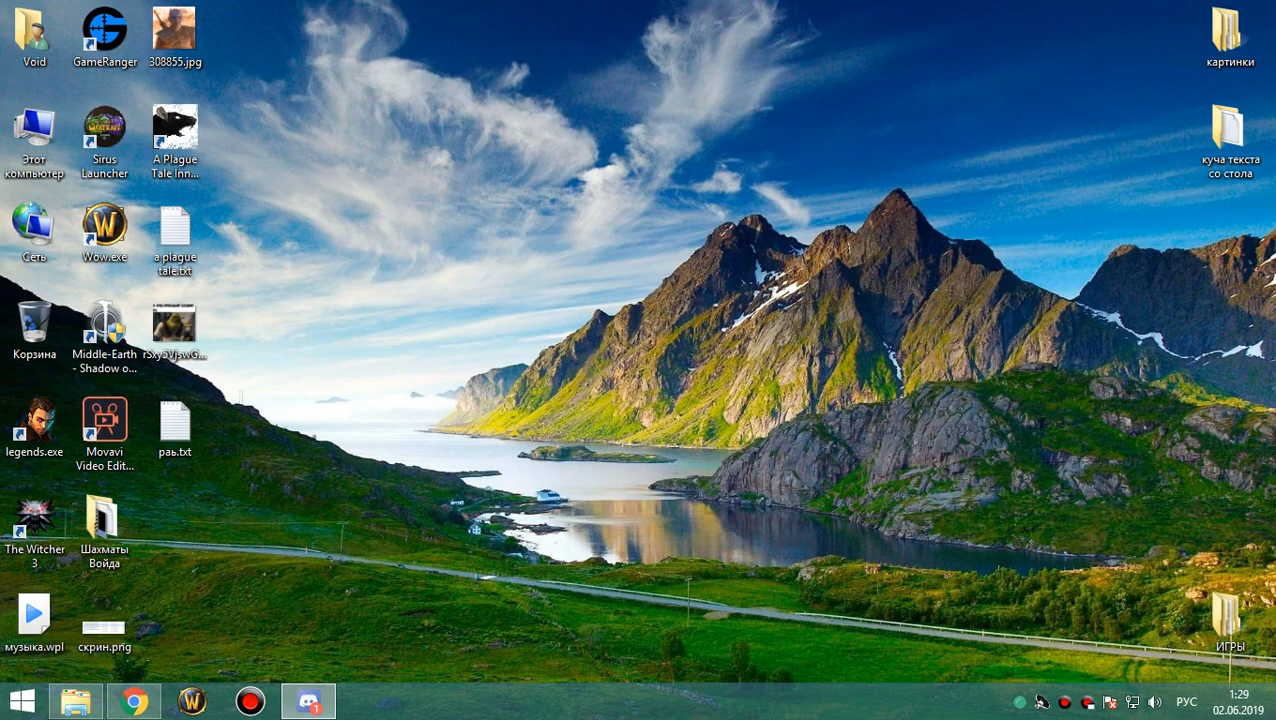 Void
GameRanger
308855.jpg
картинки
Этот
компьютер
Sirus
Launcher
A Plague
Tale Inn...
куча текста
со стола
Сеть
Wow.exe
a plague
tale.txt
Корзина
Middle-Earth
- Shadow o...
rSxy5VjswG...
legends.exe
Movavi
Video Edit...
раь.txt
The Witcher
3
Шахматы
Войда
музыка.wpl
скрин.png
ИГРЫ
W
1
РУС
1:29
02.06.2019